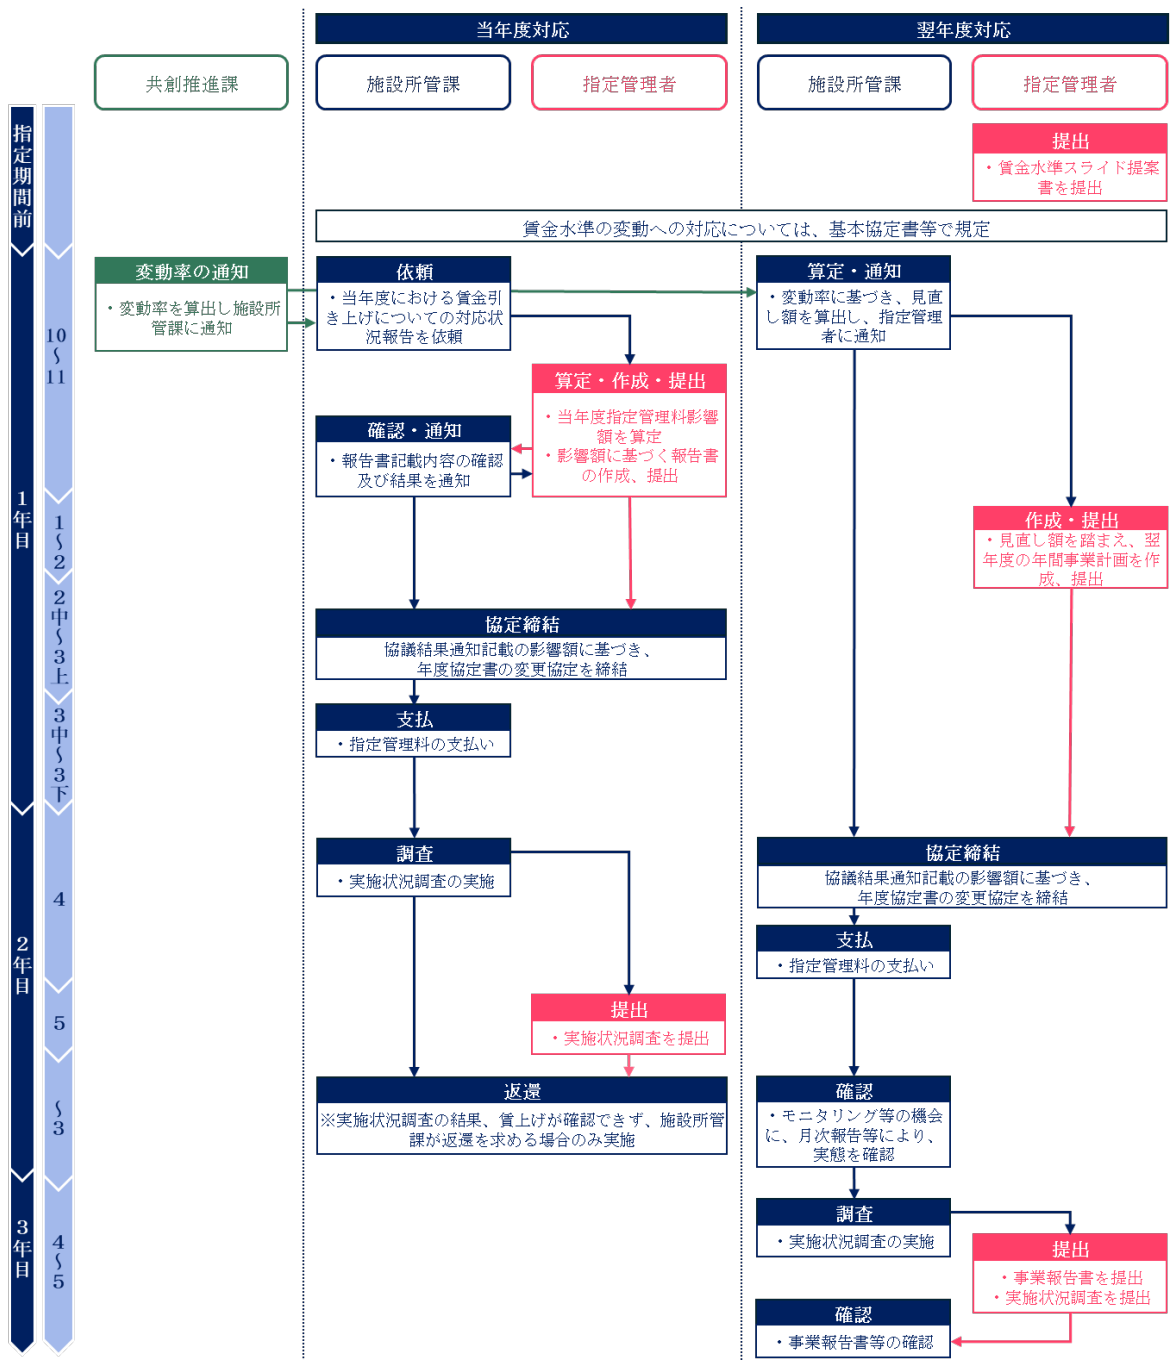 当年度対応
翌年度対応
共創推進課
施設所管課
指定管理者
施設所管課
指定管理者
指定期間前
提出
・賃金水準スライド提案
書を提出
賃金水準の変動への対応については、基本協定書等で規定
1年目
10～11
変動率の通知
・変動率を算出し施設所
管課に通知
依頼
・当年度における賃金引
き上げについての対応状
況報告を依頼
算定・通知
・変動率に基づき、見直
し額を算出し、指定管理
者に通知
算定・作成・提出
・当年度指定管理料影響
額を算定
・影響額に基づく報告書
の作成、提出
確認・通知
・報告書記載内容の確認
及び結果を通知
1～2
作成・提出
・見直し額を踏まえ、翌
年度の年間事業計画を作
成、提出
2中～3上
協定締結
協議結果通知記載の影響額に基づき、
年度協定書の変更協定を締結
3中～3下
支払
・指定管理料の支払い
2年目
4
調査
・実施状況調査の実施
協定締結
協議結果通知記載の影響額に基づき、
年度協定書の変更協定を締結
支払
・指定管理料の支払い
5
提出
・実施状況調査を提出
～3
返還
※実施状況調査の結果、賃上げが確認できず、施設所管
課が返還を求める場合のみ実施
確認
・モニタリング等の機会
に、月次報告等により、
実態を確認
3年目
4～5
調査
・実施状況調査の実施
提出
・事業報告書を提出
・実施状況調査を提出
確認
・事業報告書等の確認